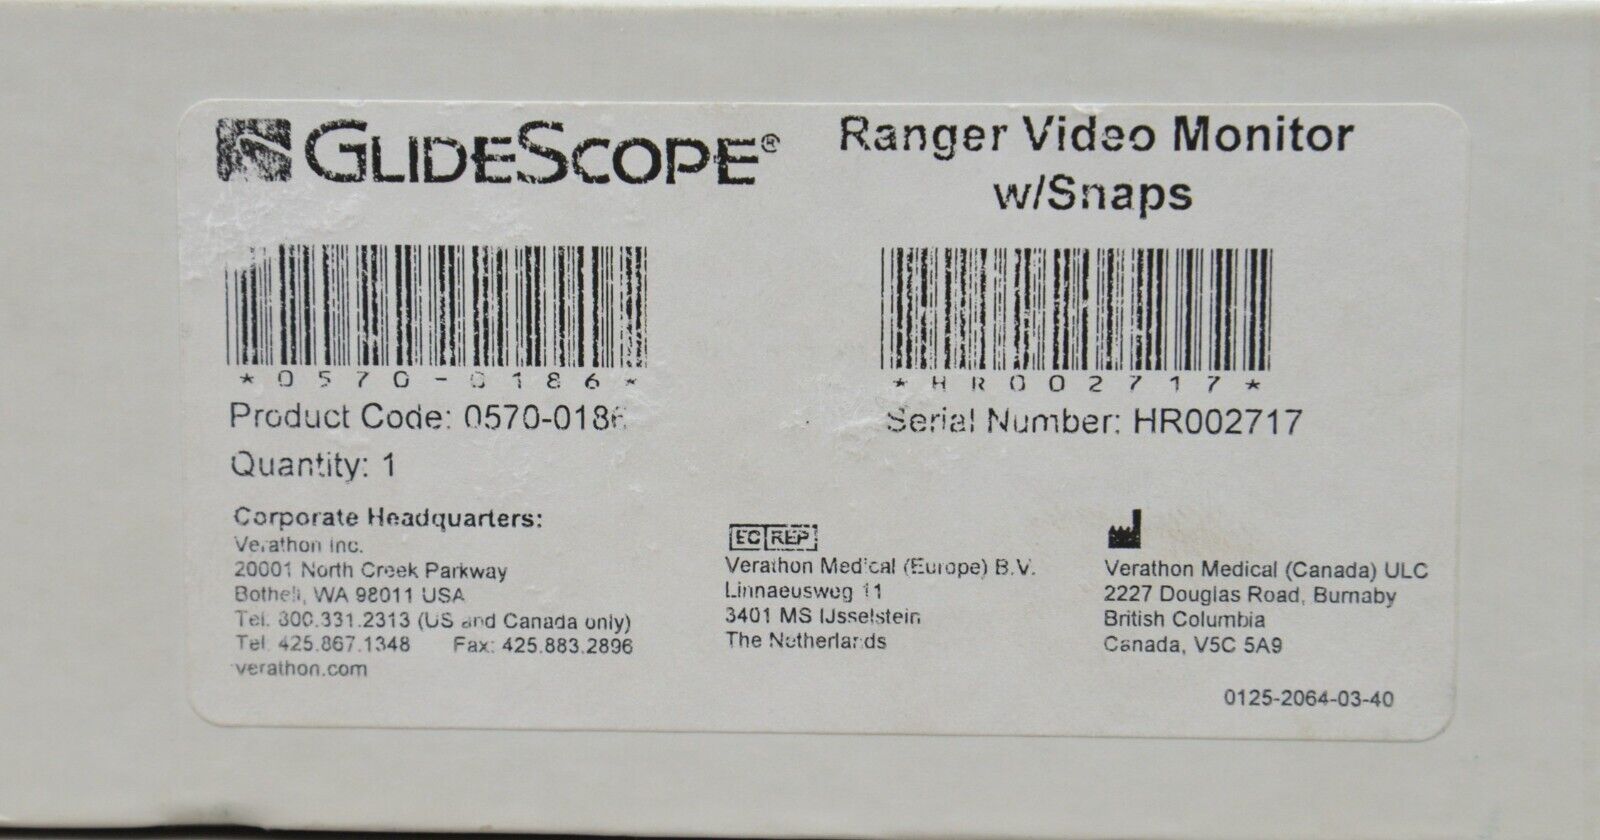 GLIDESCOPE®
Ranger Video Monitor
w/Snaps
*0570-0186*
Product Code: 0570-0186
Quantity: 1
*HR002717*
Serial Number: HR002717
Corporate Headquarters:
Verathon Inc.
20001 North Creek Parkway
Bothell, WA 98011 USA
Tel: 800.331.2313 (US and Canada only)
Tel: 425.867.1348 Fax: 425.883.2896
verathon.com
EC REP
Verathon Medical (Europe) B.V.
Linnaeusweg 11
3401 MS IJsselstein
The Netherlands
Verathon Medical (Canada) ULC
2227 Douglas Road, Burnaby
British Columbia
Canada, V5C 5A9
0125-2064-03-40